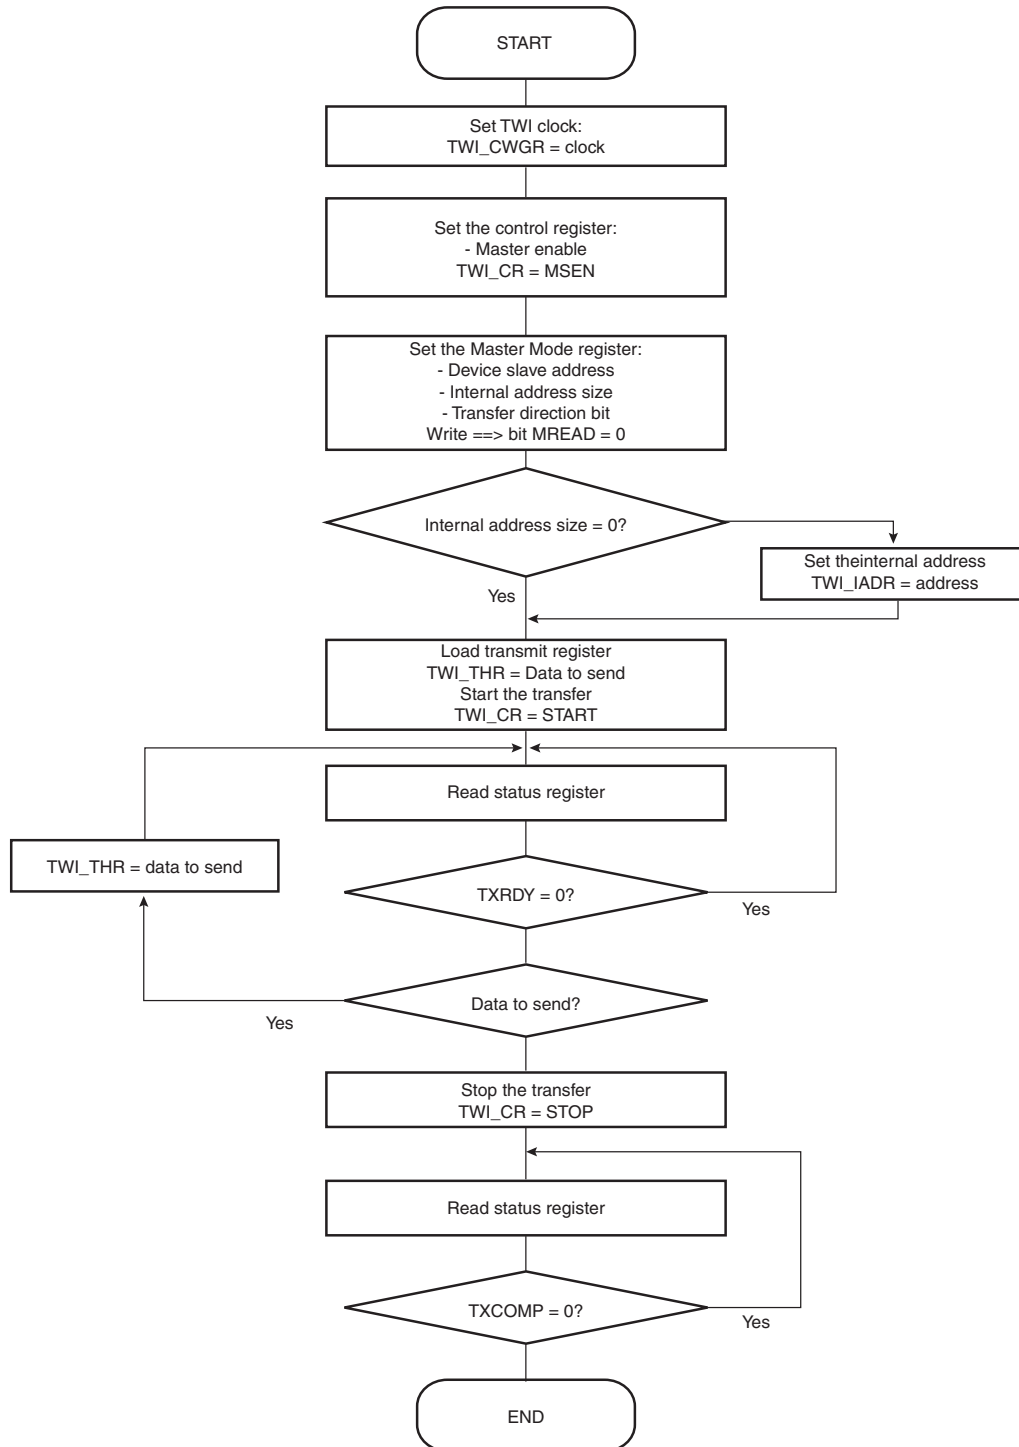 START
Set TWI clock:
TWI_CWGR = clock
Set the control register:
- Master enable
TWI_CR = MSEN
Set the Master Mode register:
- Device slave address
- Internal address size
- Transfer direction bit
Write ==> bit MREAD = 0
Internal address size = 0?
Set theinternal address
TWI_IADR = address
Yes
Load transmit register
TWI_THR = Data to send
Start the transfer
TWI_CR = START
Read status register
TWI_THR = data to send
TXRDY = 0?
Yes
Data to send?
Yes
Stop the transfer
TWI_CR = STOP
Read status register
TXCOMP = 0?
Yes
END